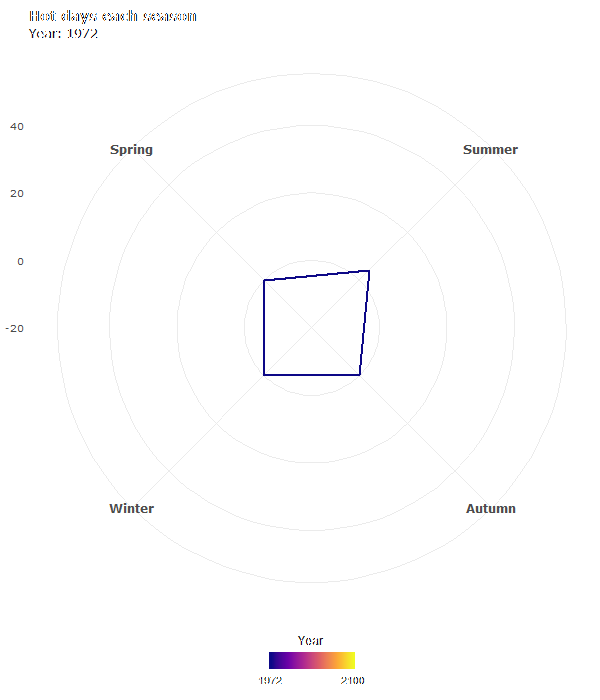 Hot days each season
Year: 1972
40
Spring
Summer
20
0
-20
Winter
Autumn
Year
1972
2100